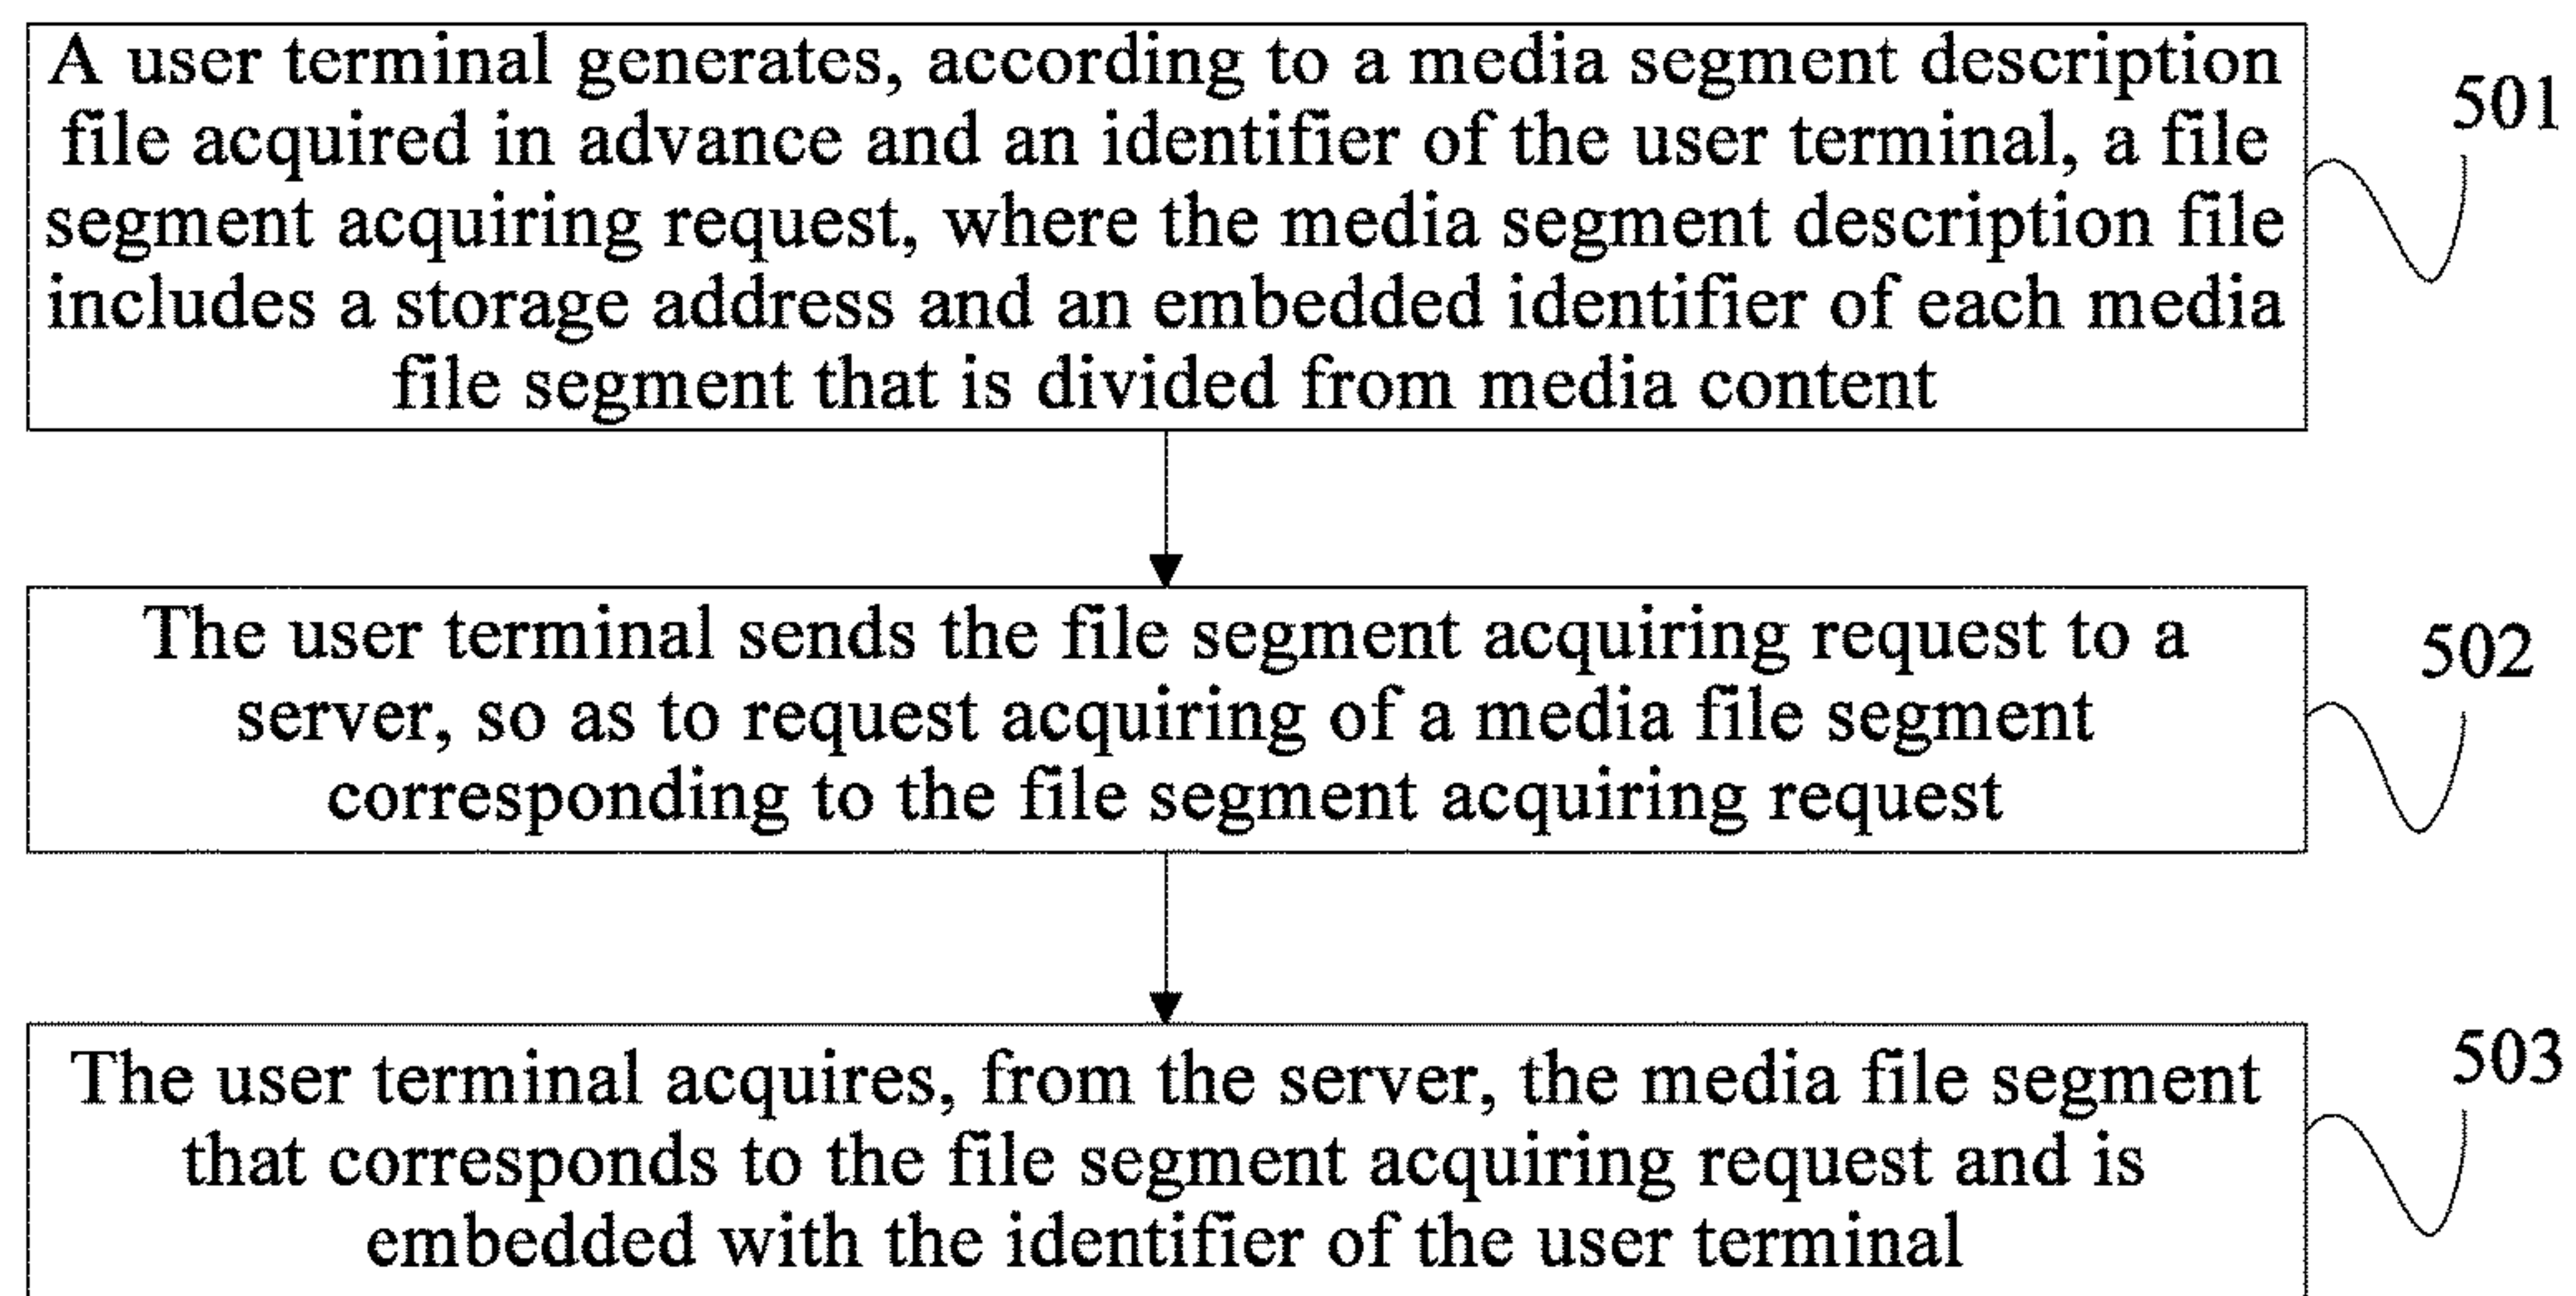 A user terminal generates, according to a media segment description
file acquired in advance and an identifier of the user terminal, a file
segment acquiring request, where the media segment description file
includes a storage address and an embedded identifier of each media
file segment that is divided from media content
501
The user terminal sends the file segment acquiring request to a
server, so as to request acquiring of a media file segment
corresponding to the file segment acquiring request
502
The user terminal acquires, from the server, the media file segment
that corresponds to the file segment acquiring request and is
embedded with the identifier of the user terminal
503